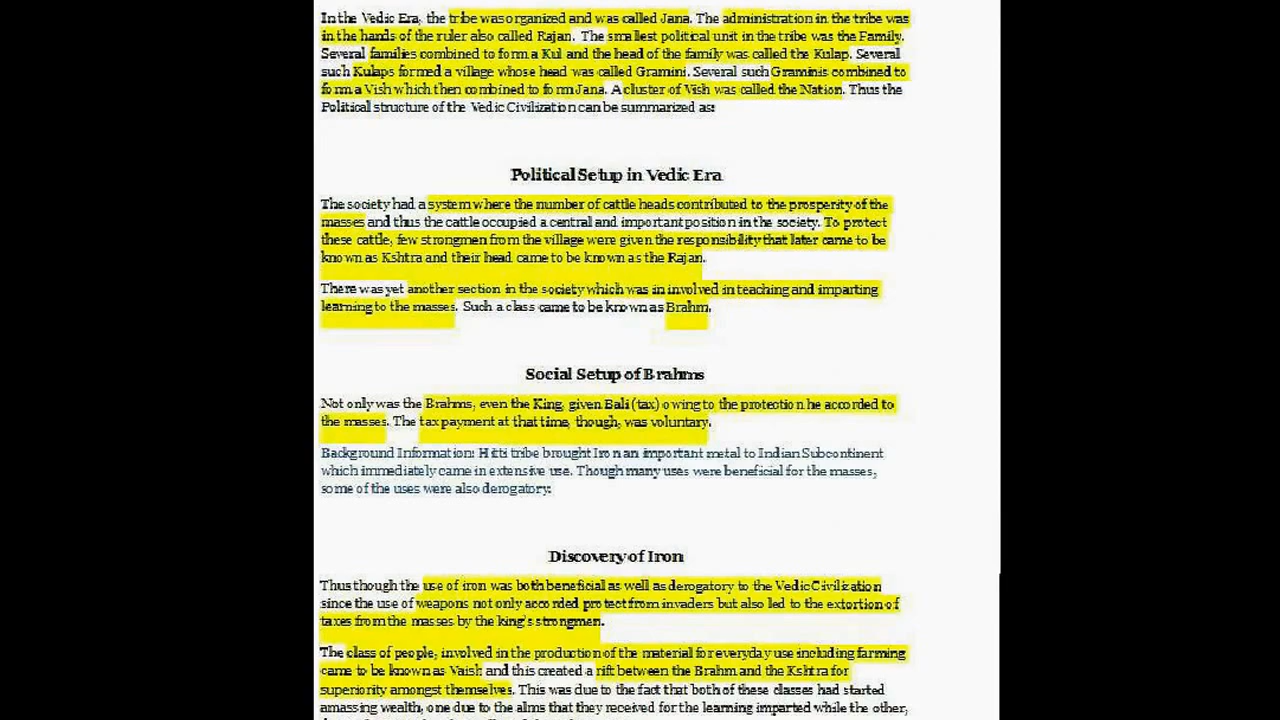 In the Vedic Era, the tribe was organized and was called Jana. The administration in the tribe was
in the hands of the ruler also called Rajan. The smallest political unit in the tribe was the Family.
Several families combined to form a Kul and the head of the family was called the Kulap. Several
such Kulaps formed a village whose head was called Gramini. Several such Graminis combined to
form a Vish which then combined to form Jana. A cluster of Vish was called the Nation. Thus the
Political structure of the Vedic Civilization can be summarized as:
Political Setup in Vedic Era
The society had a system where the number of cattle heads contributed to the prosperity of the
masses and thus the cattle occupied a central and important position in the society. To protect
these cattle, few strongmen from the village were given the responsibility that later came to be
known as Kshtra and their head came to be known as the Rajan.
There was yet another section in the society which was in involved in teaching and imparting
learning to the masses. Such a class came to be known as Brahm.
Social Setup of Brahms
Not only was the Brahms, even the King, given Bali (tax) owing to the protection he accorded to
the masses. The tax payment at that time, though, was voluntary.
Background Information: Hitti tribe brought Iron an important metal to Indian Subcontinent
which immediately came in extensive use. Though many uses were beneficial for the masses,
some of the uses were also derogatory:
Discovery of Iron
Thus though the use of iron was both beneficial as well as derogatory to the Vedic Civilization
since the use of weapons not only accorded protect from invaders but also led to the extortion of
taxes from the masses by the king's strongmen.
The class of people, involved in the production of the material for everyday use including farming
came to be known as Vaish and this created a rift between the Brahm and the Kshtra for
superiority amongst themselves. This was due to the fact that both of these classes had started
amassing wealth, one due to the alms that they received for the learning imparted while the other,